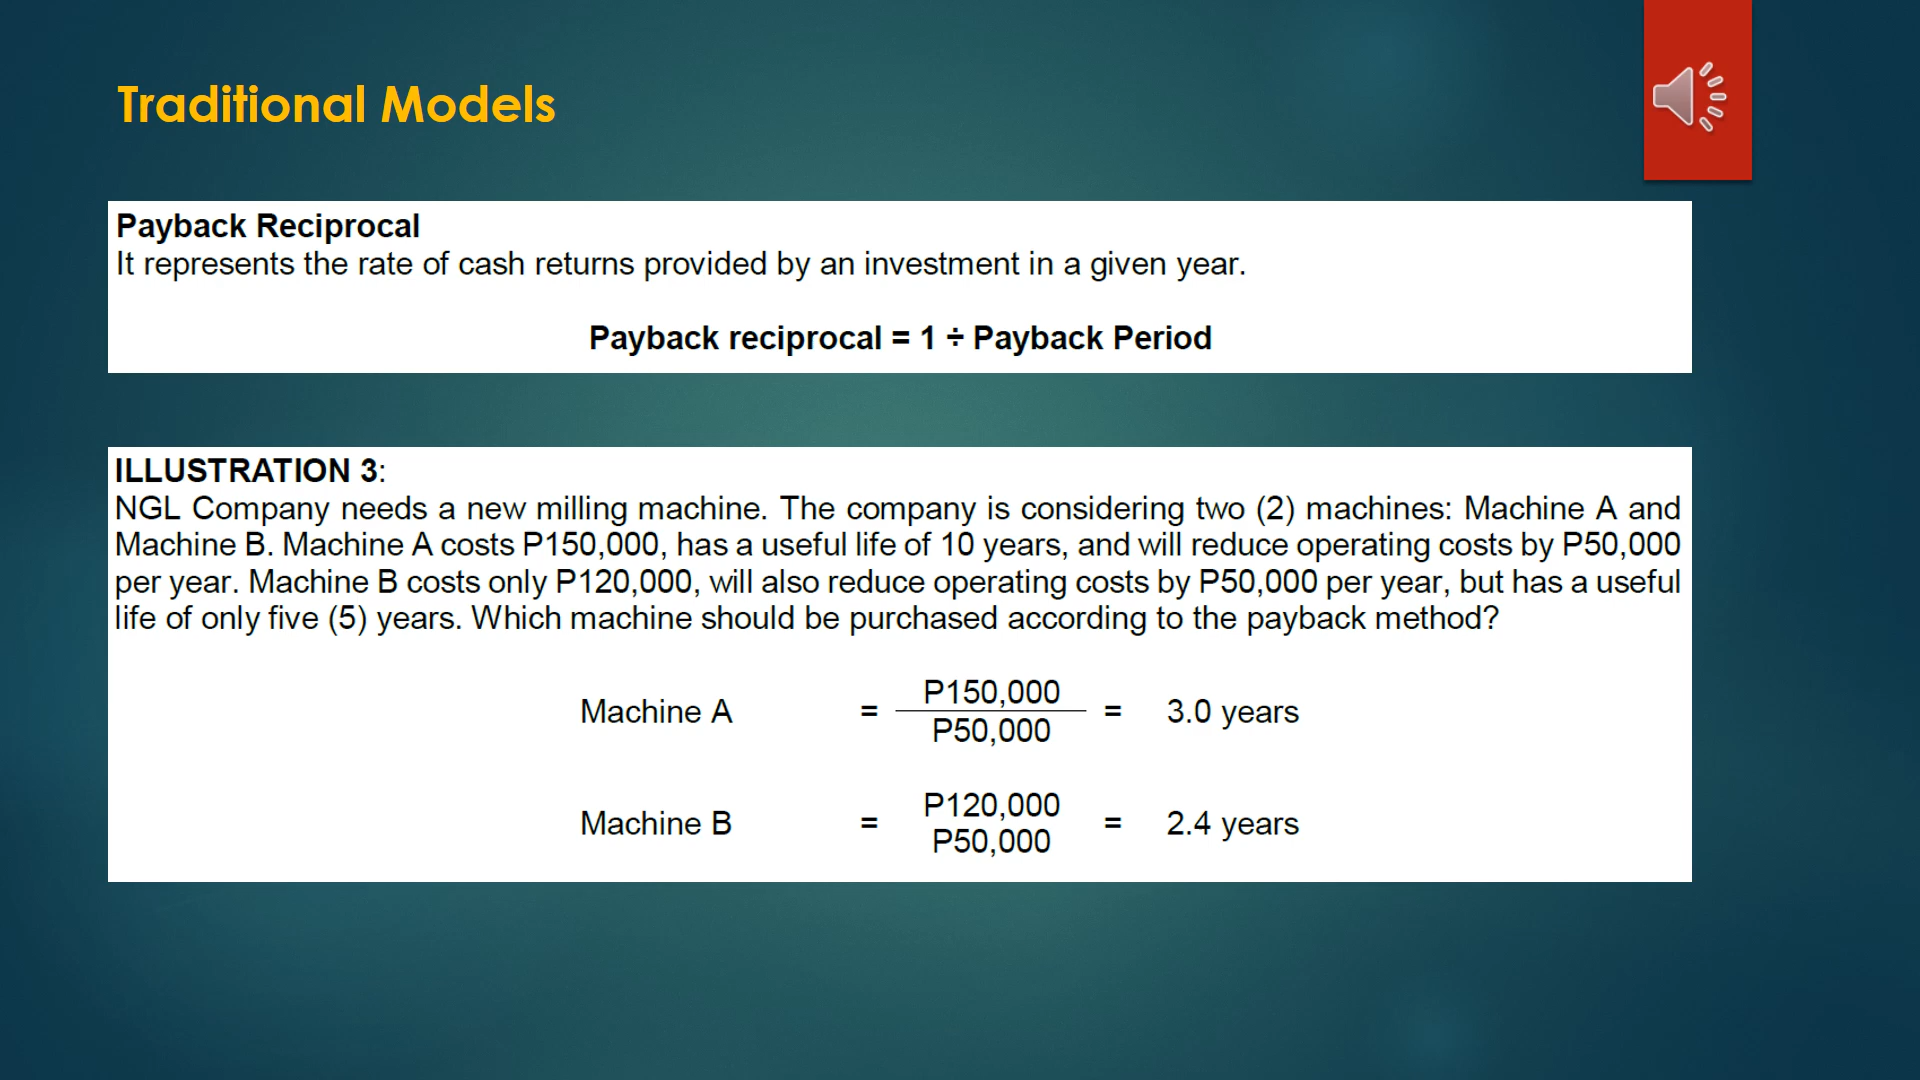 Traditional Models
Payback Reciprocal
It represents the rate of cash returns provided by an investment in a given year.
Payback reciprocal = 1 ÷ Payback Period
ILLUSTRATION 3:
NGL Company needs a new milling machine. The company is considering two (2) machines: Machine A and
Machine B. Machine A costs P150,000, has a useful life of 10 years, and will reduce operating costs by P50,000
per year. Machine B costs only P120,000, will also reduce operating costs by P50,000 per year, but has a useful
life of only five (5) years. Which machine should be purchased according to the payback method?
P150,000
Machine A = = 3.0 years
P50,000
P120,000
Machine B = = 2.4 years
P50,000